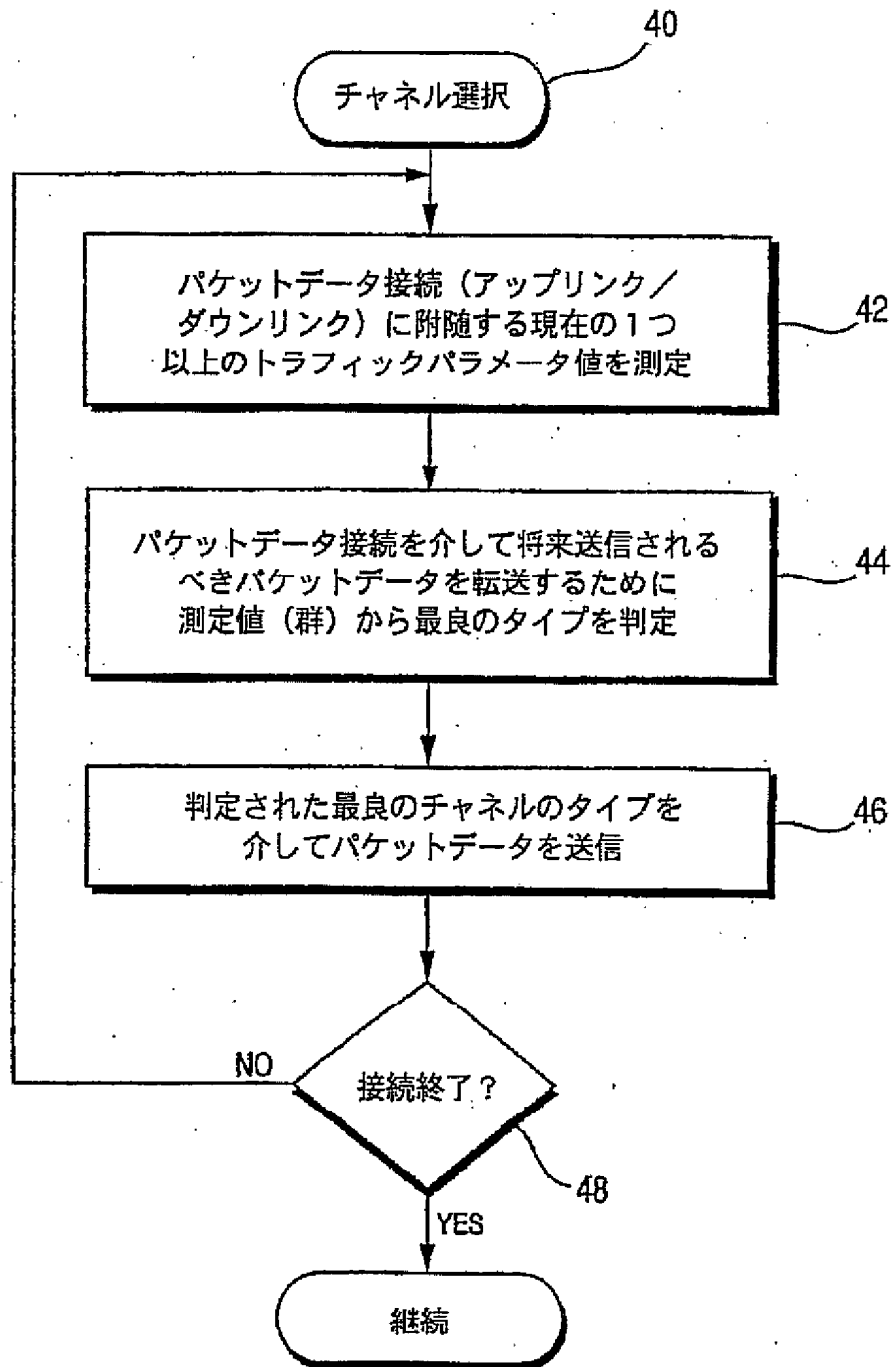 40
チャネル選択
パケットデータ接続(アップリンク/
ダウンリンク)に附随する現在の1つ
以上のトラフィックパラメータ値を測定
42
パケットデータ接続を介して将来送信される
べきパケットデータを転送するために
測定値(群)から最良のタイプを判定
44
判定された最良のチャネルのタイプを
介してパケットデータを送信
46
NO
接続終了?
48
YES
継続